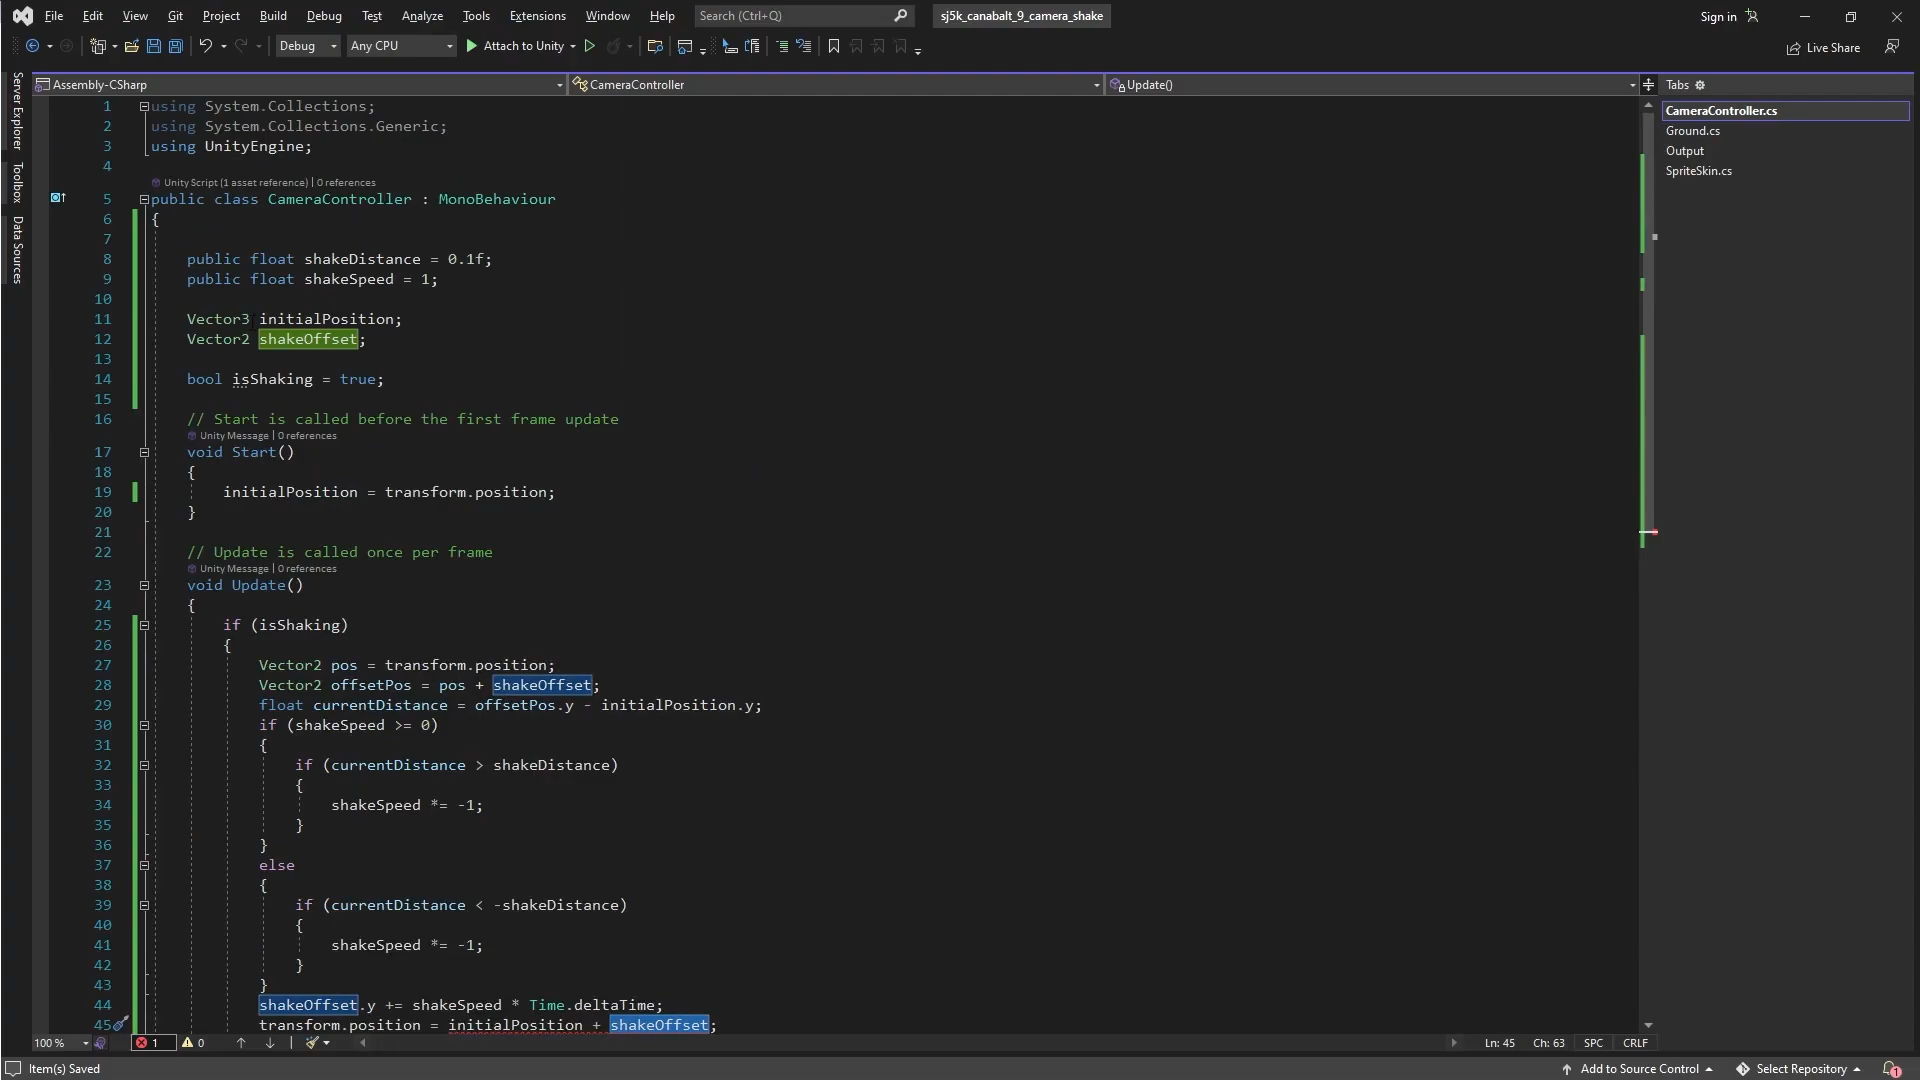 File Edit View Git Project Build Debug Test Analyze Tools Extensions Window Help Search (Ctrl+Q) sj5k_canabalt_9_camera_shake Sign in
Debug Any CPU Attach to Unity Live Share
Server Explorer
Toolbox
Data Sources
Assembly-CSharp CameraController Update() Tabs
CameraController.cs
Ground.cs
Output
SpriteSkin.cs
1 using System.Collections;
2 using System.Collections.Generic;
3 using UnityEngine;
4
Unity Script (1 asset reference) | 0 references
5 public class CameraController : MonoBehaviour
6 {
7
8 public float shakeDistance = 0.1f;
9 public float shakeSpeed = 1;
10
11 Vector3 initialPosition;
12 Vector2 shakeOffset;
13
14 bool isShaking = true;
15
16 // Start is called before the first frame update
Unity Message | 0 references
17 void Start()
18 {
19 initialPosition = transform.position;
20 }
21
22 // Update is called once per frame
Unity Message | 0 references
23 void Update()
24 {
25 if (isShaking)
26 {
27 Vector2 pos = transform.position;
28 Vector2 offsetPos = pos + shakeOffset;
29 float currentDistance = offsetPos.y - initialPosition.y;
30 if (shakeSpeed >= 0)
31 {
32 if (currentDistance > shakeDistance)
33 {
34 shakeSpeed *= -1;
35 }
36 }
37 else
38 {
39 if (currentDistance < -shakeDistance)
40 {
41 shakeSpeed *= -1;
42 }
43 }
44 shakeOffset.y += shakeSpeed * Time.deltaTime;
45 transform.position = initialPosition + shakeOffset;
100 % 1 0 Ln: 45 Ch: 63 SPC CRLF
Item(s) Saved Add to Source Control Select Repository 1